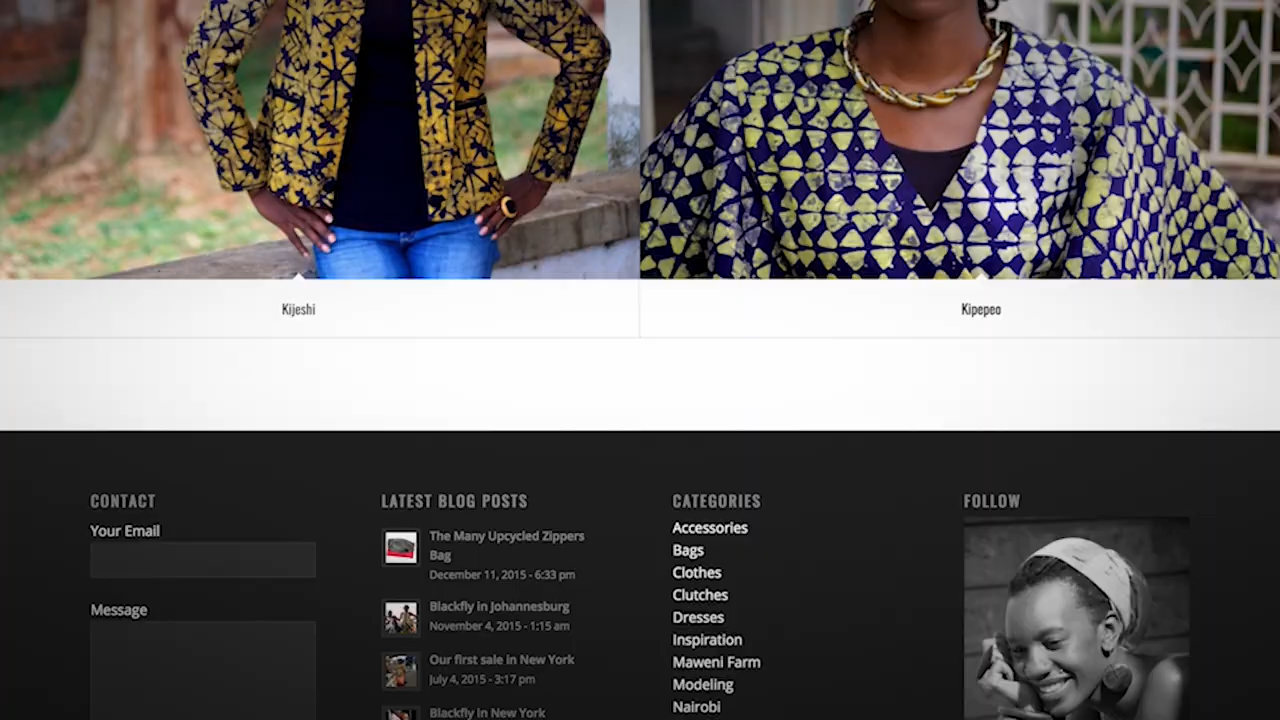 Kijeshi
Kipepeo
CONTACT
Your Email
Message
LATEST BLOG POSTS
The Many Upcycled Zippers
Bag
December 11, 2015 - 6:33 pm
Blackfly in Johannesburg
November 4, 2015 - 1:15 am
Our first sale in New York
July 4, 2015 - 3:17 pm
Blackfly in New York
CATEGORIES
Accessories
Bags
Clothes
Clutches
Dresses
Inspiration
Maweni Farm
Modeling
Nairobi
FOLLOW